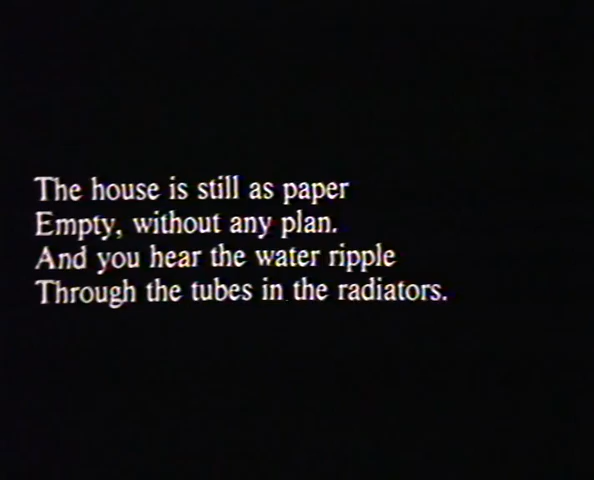 The house is still as paper
Empty, without any plan.
And you hear the water ripple
Through the tubes in the radiators.